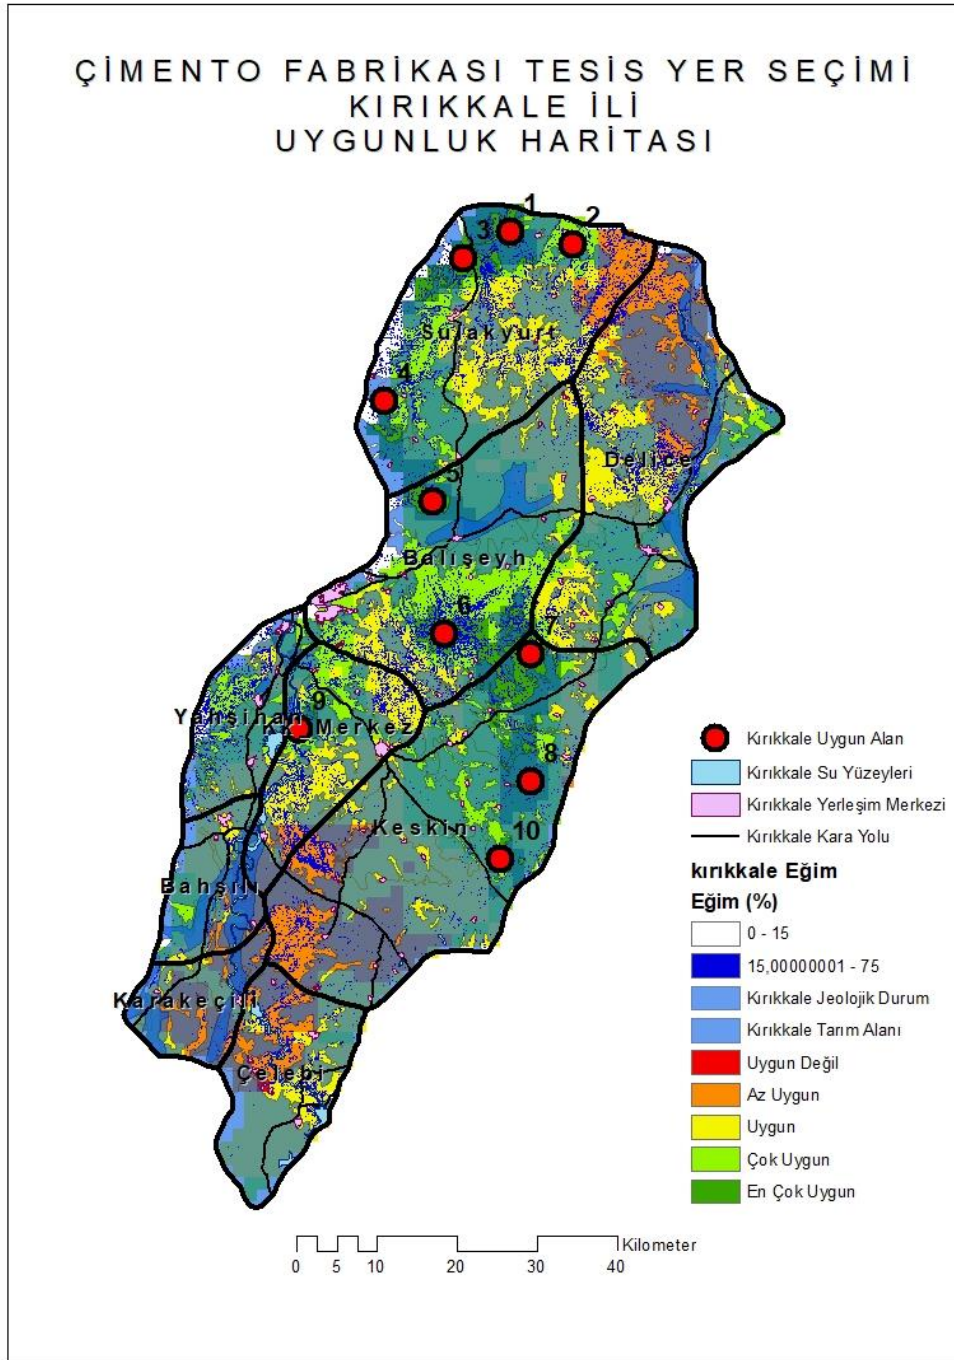 ÇİMENTO FABRİKASI TESİS YER SEÇİMİ
KIRIKKALE İLİ
UYGUNLUK HARİTASI
1
2
3
Sulakyurt
4
Delice
5
Balışeyh
6
7
9
Yahşihan
KK_Merkez
8
Keskin
10
Bahşılı
Karakeçili
Çelebi
Kırıkkale Uygun Alan
Kırıkkale Su Yüzeyleri
Kırıkkale Yerleşim Merkezi
Kırıkkale Kara Yolu
kırıkkale Eğim
Eğim (%)
0 - 15
15,00000001 - 75
Kırıkkale Jeolojik Durum
Kırıkkale Tarım Alanı
Uygun Değil
Az Uygun
Uygun
Çok Uygun
En Çok Uygun
Kilometer
0 5 10 20 30 40